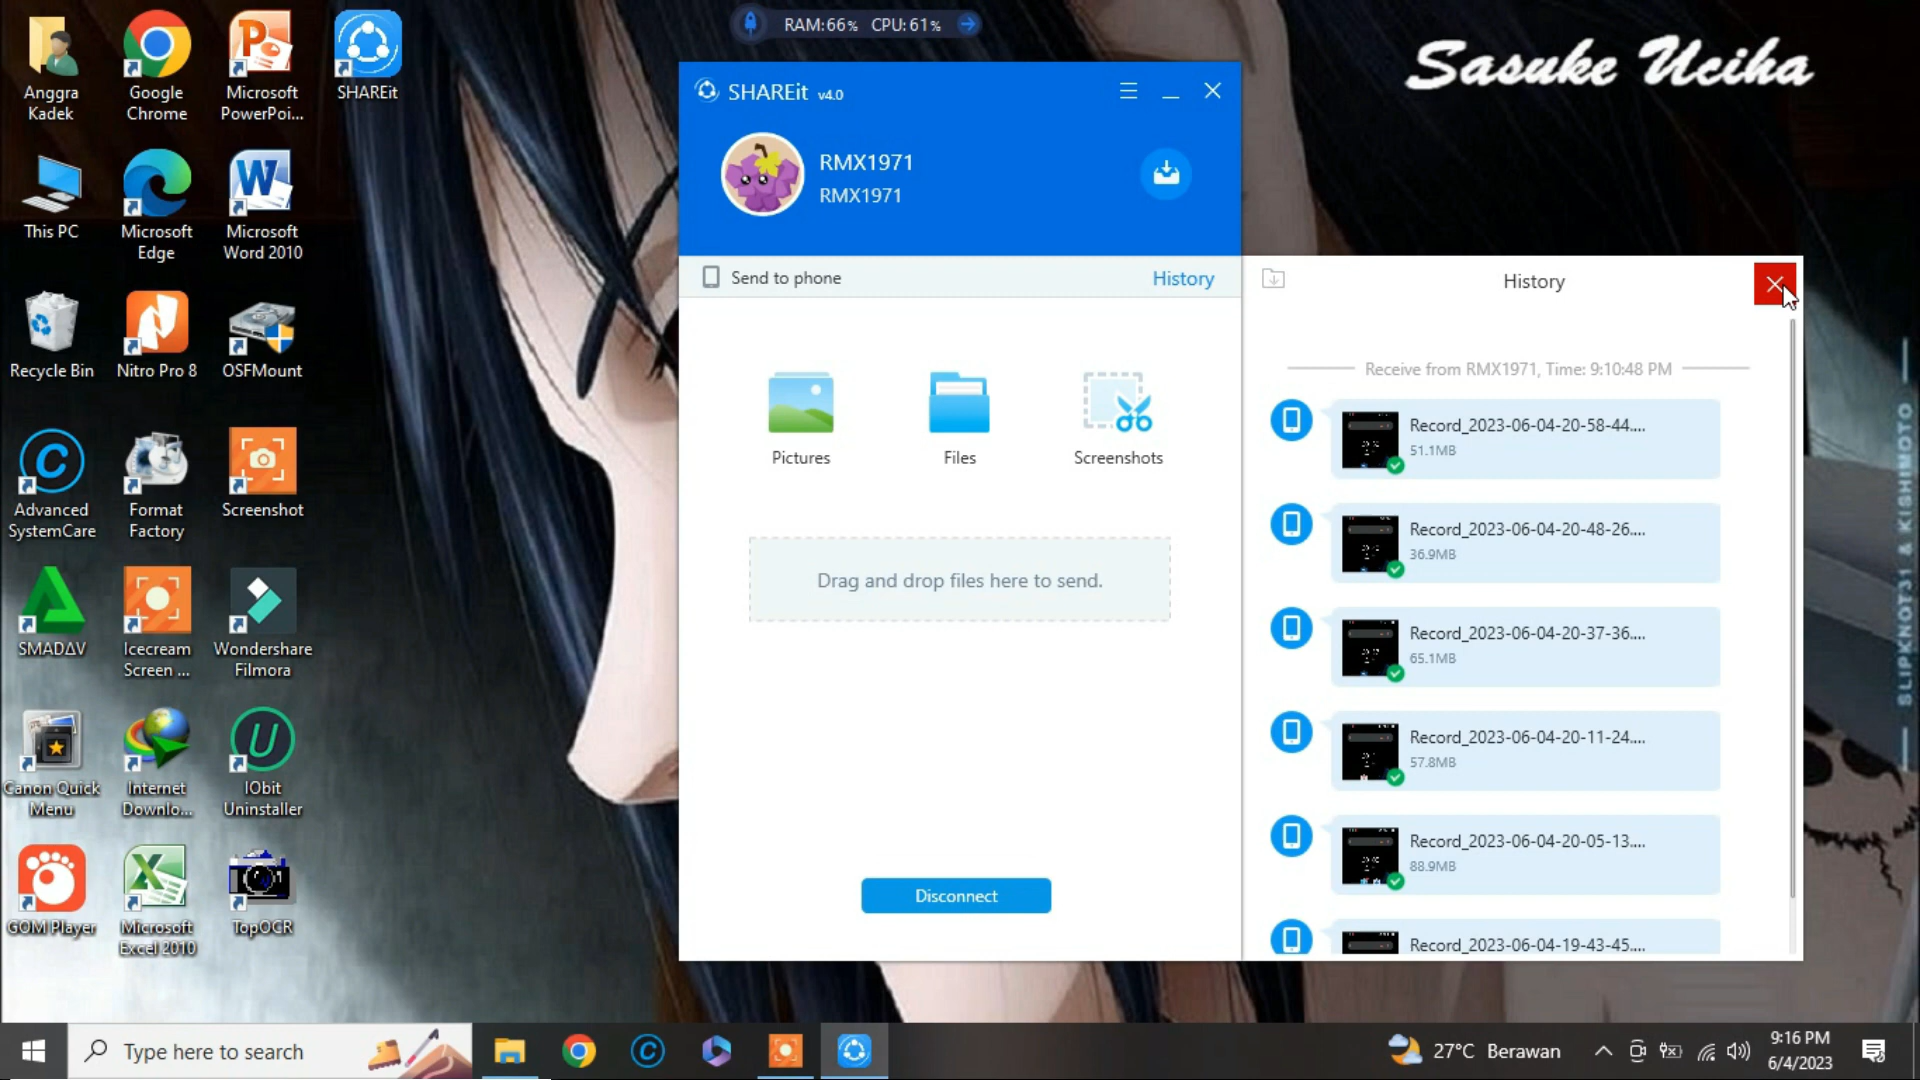 RAM:66% CPU:61%
Sasuke Uciha
Anggra
Kadek
Google
Chrome
Microsoft
PowerPoi...
SHAREit
This PC
Microsoft
Edge
Microsoft
Word 2010
Recycle Bin
Nitro Pro 8
OSFMount
Advanced
SystemCare
Format
Factory
Screenshot
SMADΔV
Icecream
Screen ...
Wondershare
Filmora
Canon Quick
Menu
Internet
Downlo...
IObit
Uninstaller
GOM Player
Microsoft
Excel 2010
TopOCR
SHAREit v4.0
RMX1971
RMX1971
Send to phone
History
Pictures
Files
Screenshots
Drag and drop files here to send.
Disconnect
History
Receive from RMX1971, Time: 9:10:48 PM
Record_2023-06-04-20-58-44....
51.1MB
Record_2023-06-04-20-48-26....
36.9MB
Record_2023-06-04-20-37-36....
65.1MB
Record_2023-06-04-20-11-24....
57.8MB
Record_2023-06-04-20-05-13....
88.9MB
Record_2023-06-04-19-43-45....
SLIPKNOT31 & KISHIMOTO
Type here to search
27°C Berawan
9:16 PM
6/4/2023